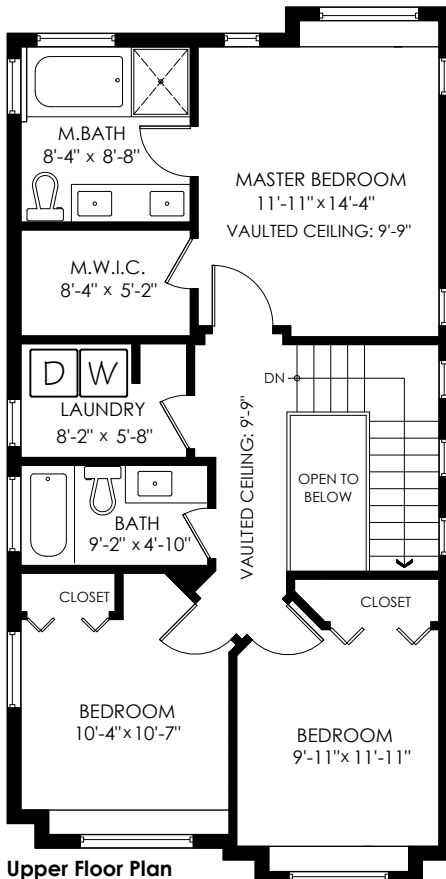 M.BATH
8'-4" x 8'-8"
MASTER BEDROOM
11'-11" x 14'-4"
VAULTED CEILING: 9'-9"
M.W.I.C.
8'-4" x 5'-2"
D W
LAUNDRY
8'-2" x 5'-8"
DN
VAULTED CEILING: 9'-9"
OPEN TO
BELOW
BATH
9'-2" x 4'-10"
CLOSET
CLOSET
BEDROOM
10'-4" x 10'-7"
BEDROOM
9'-11" x 11'-11"
Upper Floor Plan